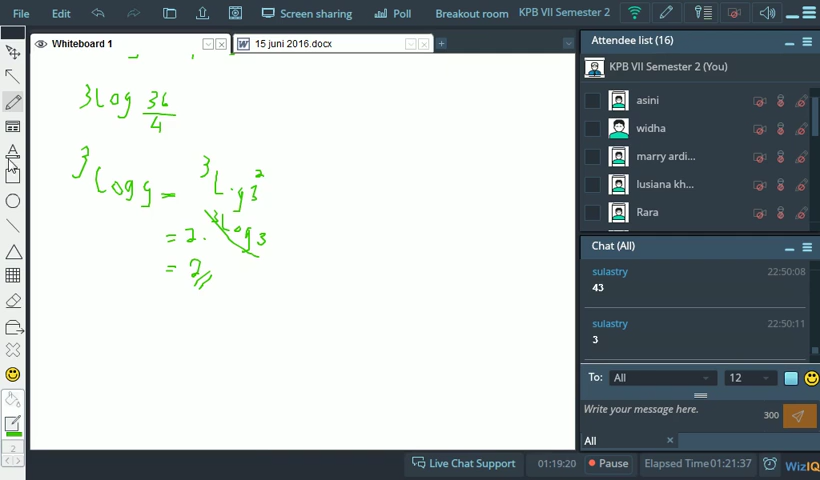 File Edit Screen sharing Poll Breakout room KPB VII Semester 2
Whiteboard 1
15 juni 2016.docx
3log 36
4
3 Log 9 = 3 Log 3 2
= 2. 3Log 3
= 2
Attendee list (16)
KPB VII Semester 2 (You)
asini
widha
marry ardi...
lusiana kh...
Rara
Chat (All)
sulastry 22:50:08
43
sulastry 22:50:11
3
To: All 12
Write your message here. 300
All
Live Chat Support 01:19:20 Pause Elapsed Time 01:21:37 WizIQ